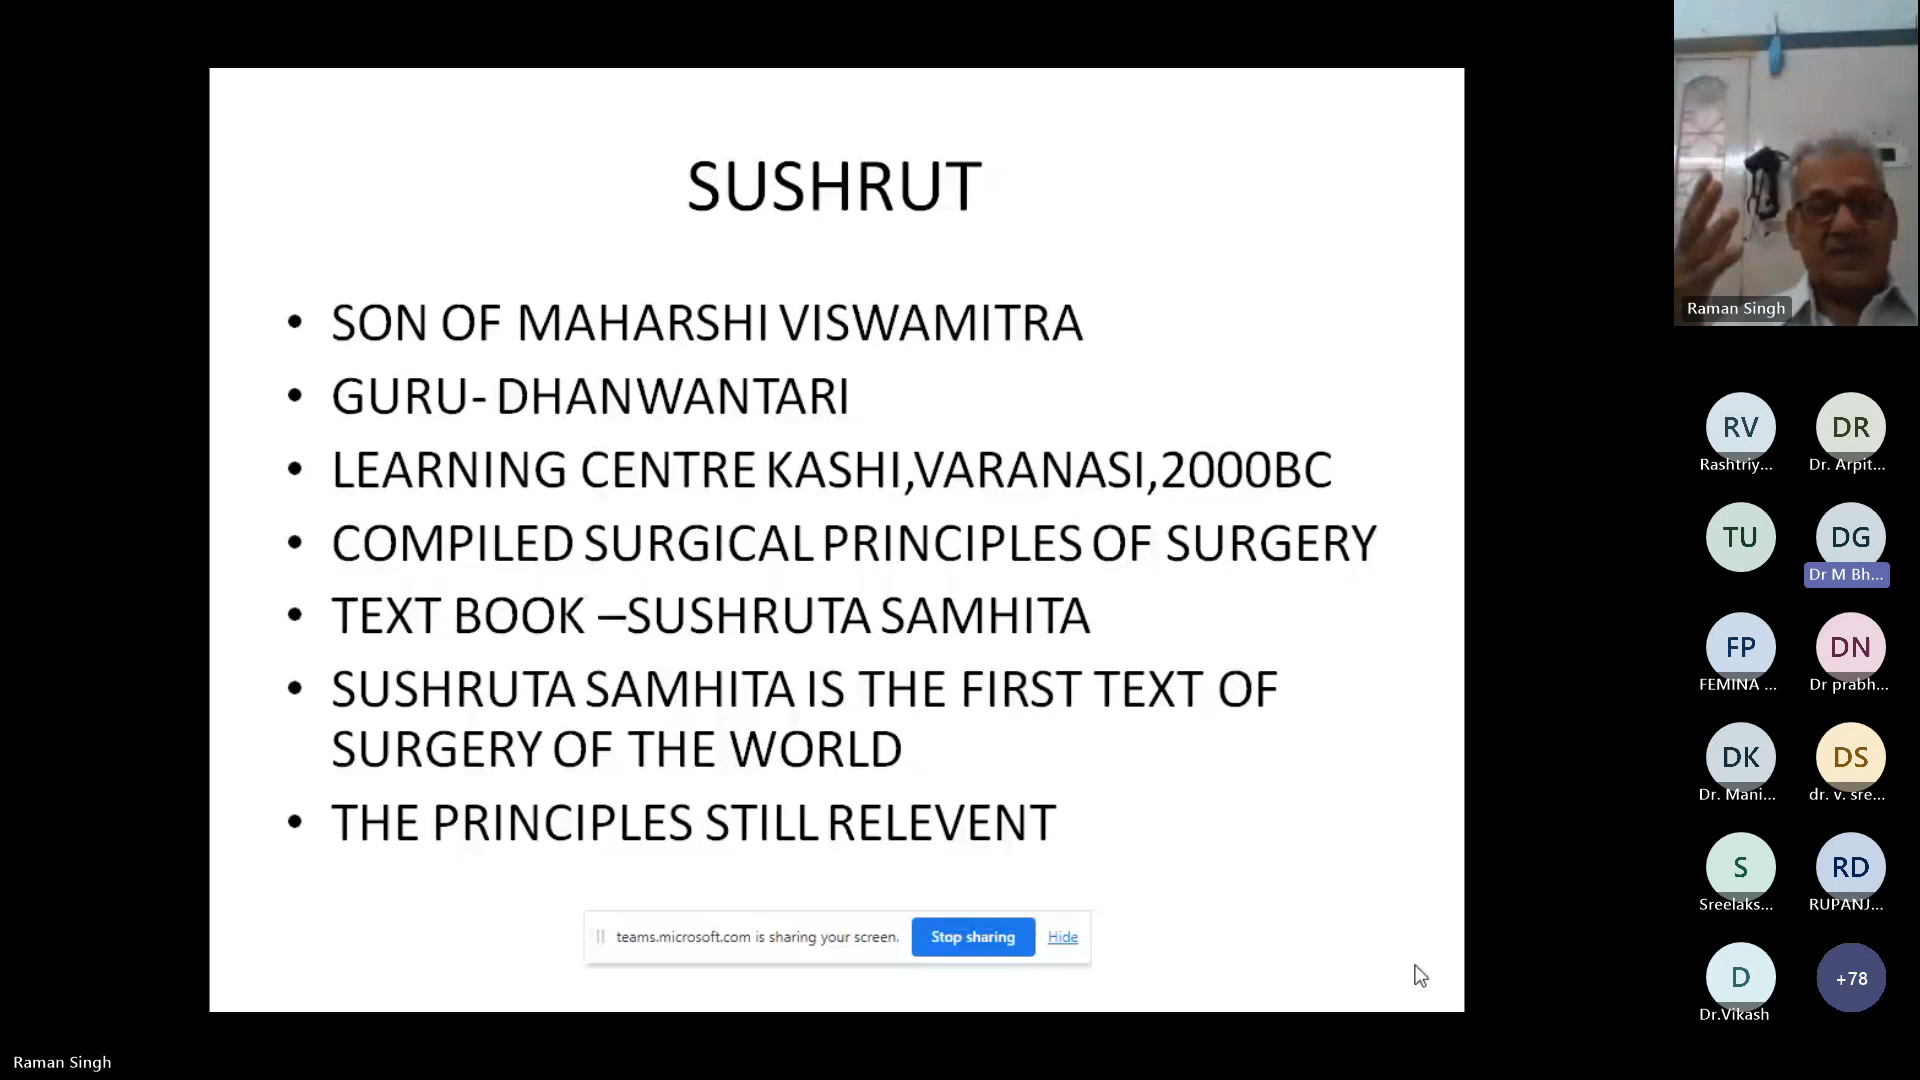 SUSHRUT
• SON OF MAHARSHI VISWAMITRA
• GURU- DHANWANTARI
• LEARNING CENTRE KASHI,VARANASI,2000BC
• COMPILED SURGICAL PRINCIPLES OF SURGERY
• TEXT BOOK –SUSHRUTA SAMHITA
• SUSHRUTA SAMHITA IS THE FIRST TEXT OF
SURGERY OF THE WORLD
• THE PRINCIPLES STILL RELEVENT
teams.microsoft.com is sharing your screen. Stop sharing Hide
Raman Singh
RV DR
Rashtriy... Dr. Arpit...
TU DG
Dr M Bh...
FP DN
FEMINA ... Dr prabh...
DK DS
Dr. Mani... dr. v. sre...
S RD
Sreelaks... RUPANJ...
D +78
Dr.Vikash
Raman Singh